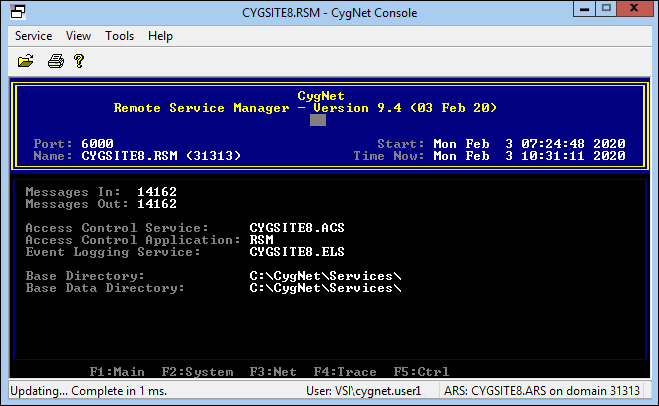 CYGSITE8.RSM - CygNet Console
Service View Tools Help
CygNet
Remote Service Manager - Version 9.4 (03 Feb 20)
Port: 6000 Start: Mon Feb 3 07:24:48 2020
Name: CYGSITE8.RSM (31313) Time Now: Mon Feb 3 10:31:11 2020
Messages In: 14162
Messages Out: 14162
Access Control Service: CYGSITE8.ACS
Access Control Application: RSM
Event Logging Service: CYGSITE8.ELS
Base Directory: C:\CygNet\Services\
Base Data Directory: C:\CygNet\Services\
F1:Main F2:System F3:Net F4:Trace F5:Ctrl
Updating... Complete in 1 ms. User: VSI\cygnet.user1 ARS: CYGSITE8.ARS on domain 31313